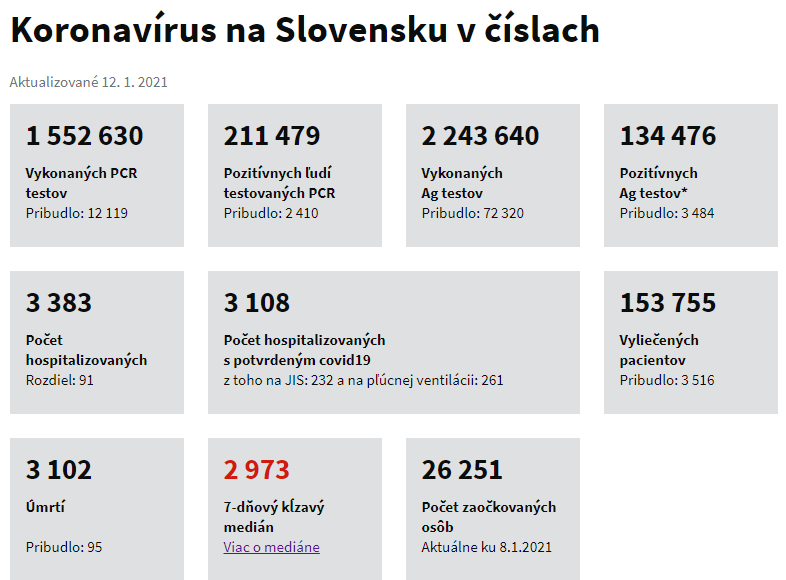 Koronavírus na Slovensku v číslach
Aktualizované 12. 1. 2021
1 552 630
Vykonaných PCR
testov
Pribudlo: 12 119
211 479
Pozitívnych ľudí
testovaných PCR
Pribudlo: 2 410
2 243 640
Vykonaných
Ag testov
Pribudlo: 72 320
134 476
Pozitívnych
Ag testov*
Pribudlo: 3 484
3 383
Počet
hospitalizovaných
Rozdiel: 91
3 108
Počet hospitalizovaných
s potvrdeným covid19
z toho na JIS: 232 a na pľúcnej ventilácii: 261
153 755
Vyliečených
pacientov
Pribudlo: 3 516
3 102
Úmrtí
Pribudlo: 95
2 973
7-dňový kĺzavý
medián
Viac o mediáne
26 251
Počet zaočkovaných
osôb
Aktuálne ku 8.1.2021